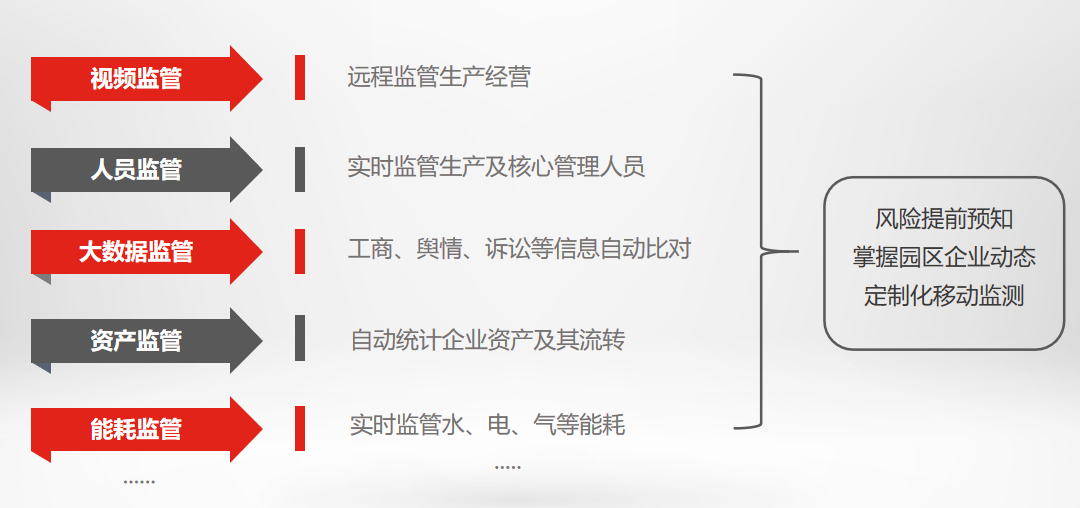 视频监管
远程监管生产经营
人员监管
实时监管生产及核心管理人员
大数据监管
工商、舆情、诉讼等信息自动比对
资产监管
自动统计企业资产及其流转
能耗监管
实时监管水、电、气等能耗
......
.....
风险提前预知
掌握园区企业动态
定制化移动监测